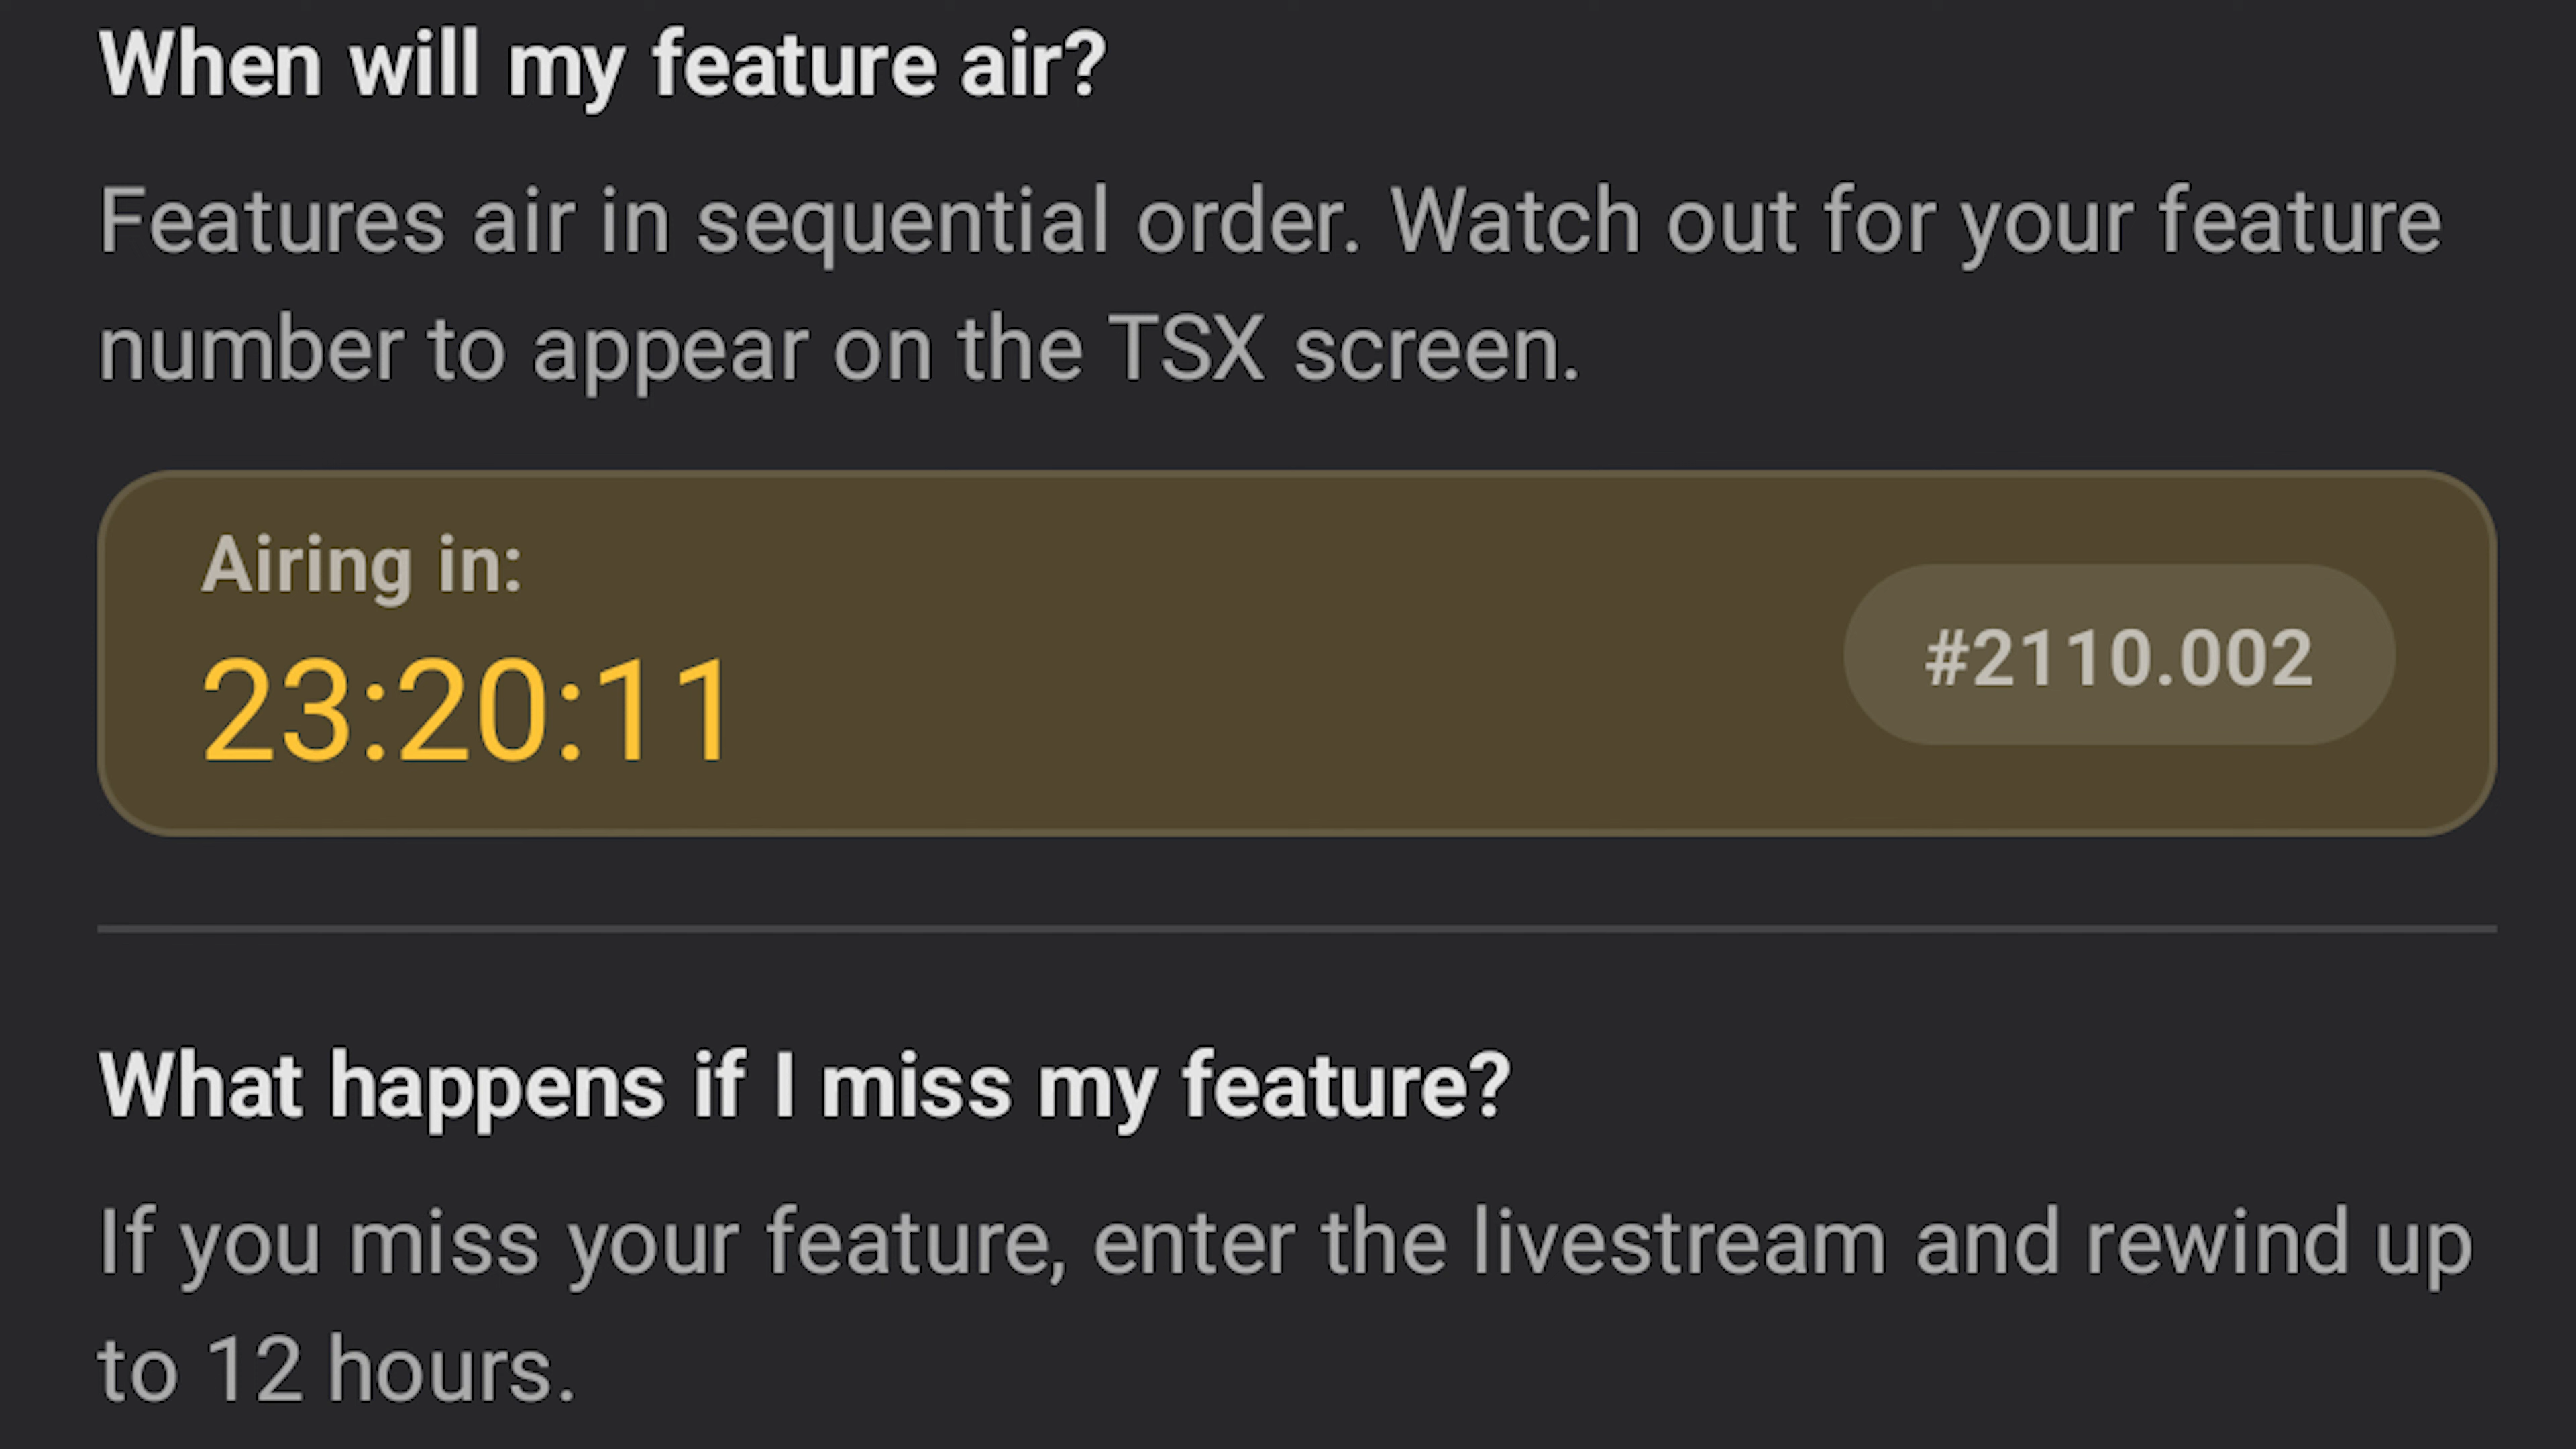 When will my feature air?
Features air in sequential order. Watch out for your feature
number to appear on the TSX screen.
Airing in:
23:20:11
#2110.002
What happens if I miss my feature?
If you miss your feature, enter the livestream and rewind up
to 12 hours.